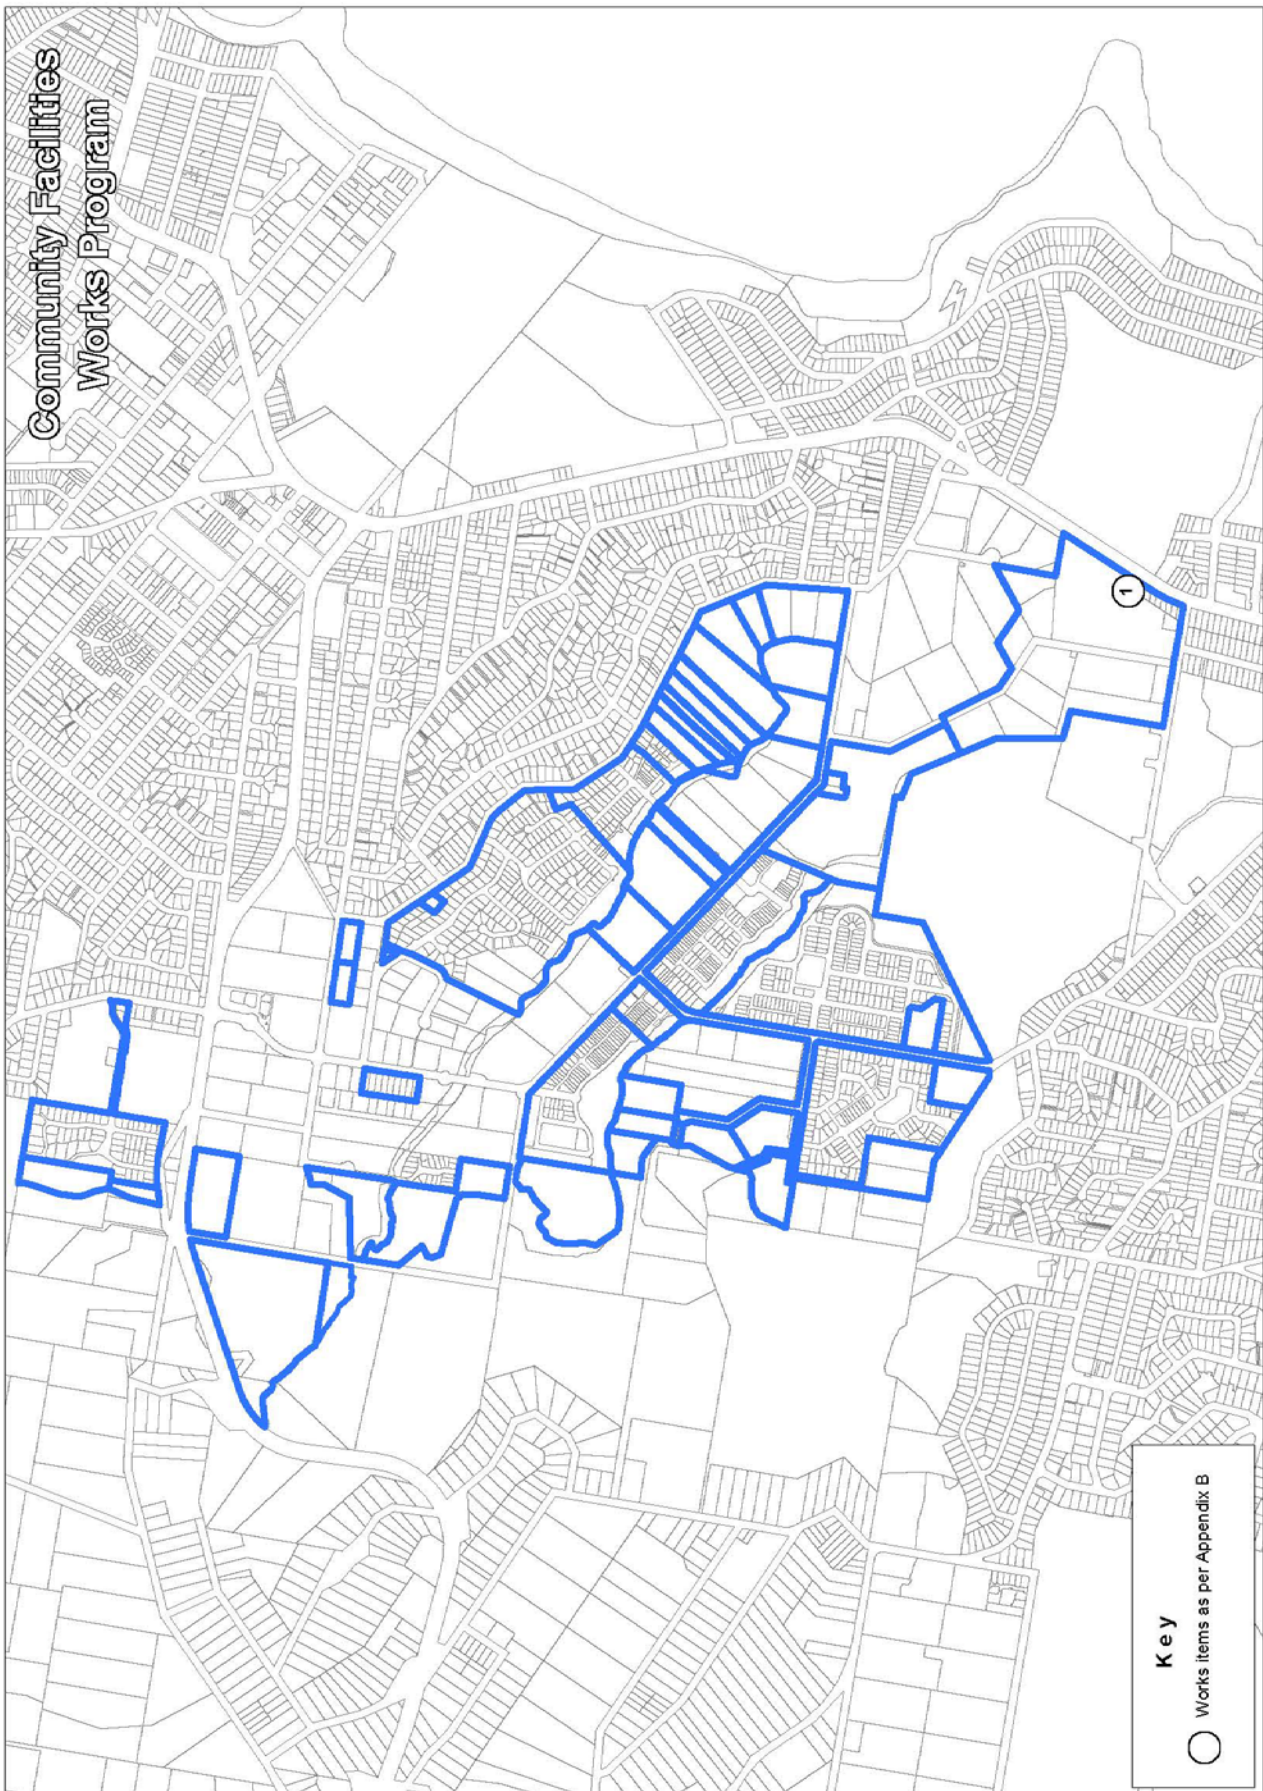 Community Facilities
Works Program
1
Key
Works items as per Appendix B